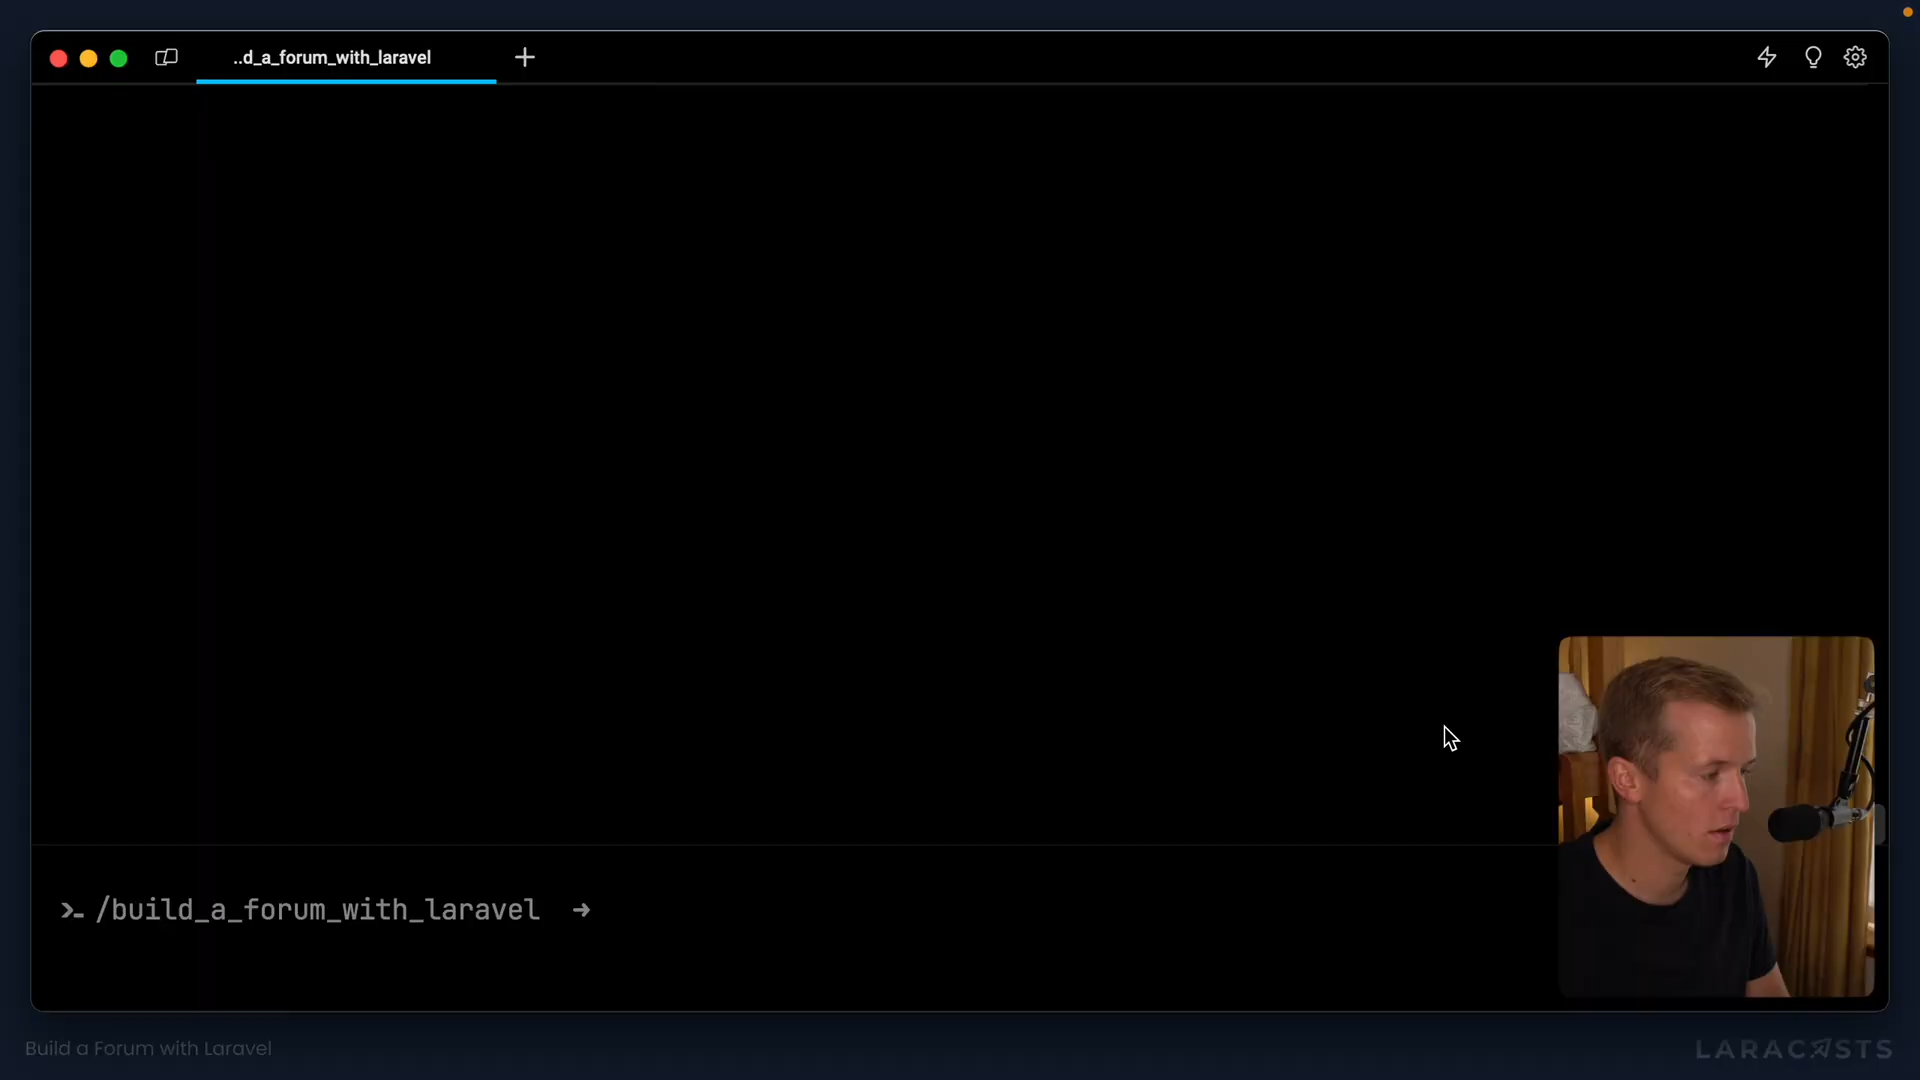 ..d_a_forum_with_laravel
/build_a_forum_with_laravel
Build a Forum with Laravel
LARACASTS